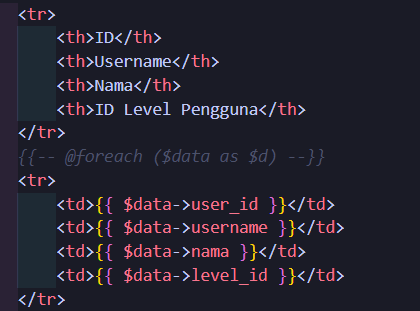 <tr>
<th>ID</th>
<th>Username</th>
<th>Nama</th>
<th>ID Level Pengguna</th>
</tr>
{{-- @foreach ($data as $d) --}}
<tr>
<td>{{ $data->user_id }}</td>
<td>{{ $data->username }}</td>
<td>{{ $data->nama }}</td>
<td>{{ $data->level_id }}</td>
</tr>